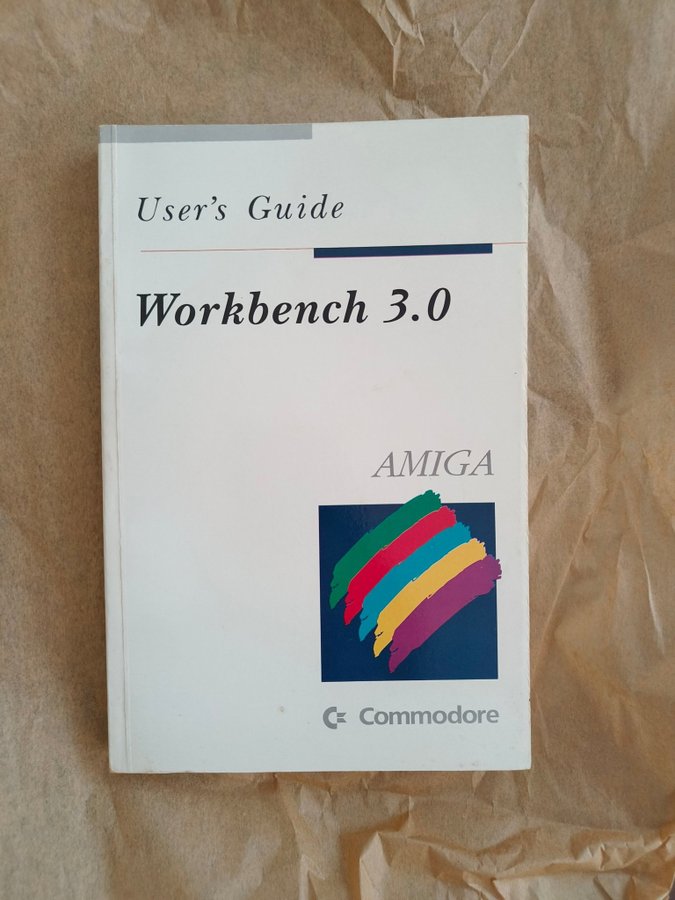 User's Guide
Workbench 3.0
AMIGA
Commodore